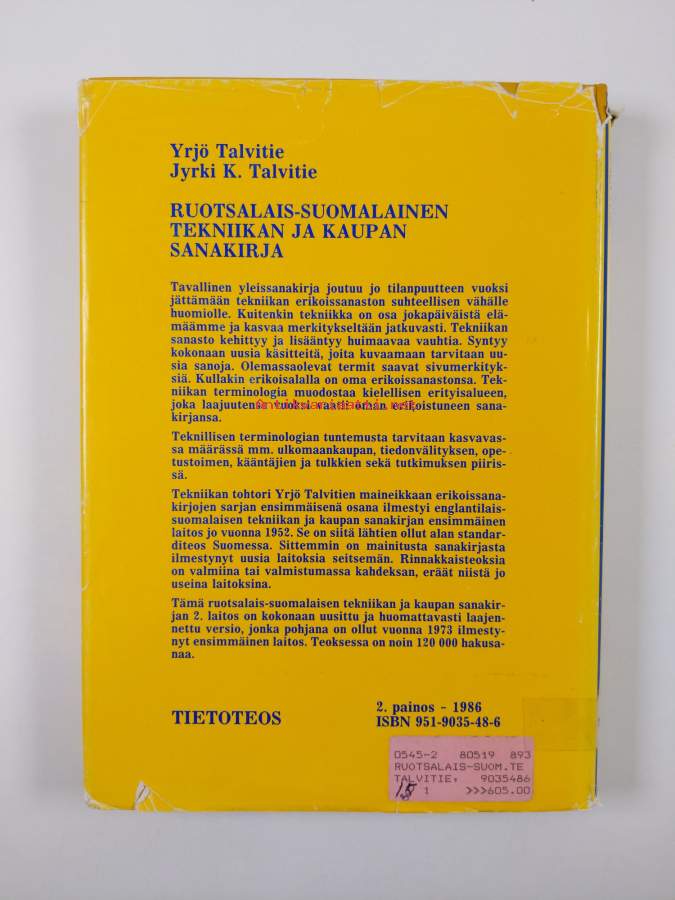 Yrjö Talvitie
Jyrki K. Talvitie
RUOTSALAIS-SUOMALAINEN
TEKNIIKAN JA KAUPAN
SANAKIRJA
Tavallinen yleissanakirja joutuu jo tilanpuutteen vuoksi
jättämään tekniikan erikoissanaston suhteellisen vähälle
huomiolle. Kuitenkin tekniikka on osa jokapäiväistä elä-
määmme ja kasvaa merkitykseltään jatkuvasti. Tekniikan
sanasto kehittyy ja lisääntyy huimaavaa vauhtia. Syntyy
kokonaan uusia käsitteitä, joita kuvaamaan tarvitaan uu-
sia sanoja. Olemassaolevat termit saavat sivumerkityk-
siä. Kullakin erikoisalalla on oma erikoissanastonsa. Tek-
niikan terminologia muodostaa kielellisen erityisalueen,
joka laajuutensa vuoksi vaatii oman erikoistuneen sana-
kirjansa.
Teknillisen terminologian tuntemusta tarvitaan kasvavas-
sa määrässä mm. ulkomaankaupan, tiedonvälityksen, ope-
tustoimen, kääntäjien ja tulkkien sekä tutkimuksen piiris-
sä.
Tekniikan tohtori Yrjö Talvitien maineikkaan erikoissana-
kirjojen sarjan ensimmäisenä osana ilmestyi englantilais-
suomalaisen tekniikan ja kaupan sanakirjan ensimmäinen
laitos jo vuonna 1952. Se on siitä lähtien ollut alan standar-
diteos Suomessa. Sittemmin on mainitusta sanakirjasta
ilmestynyt uusia laitoksia seitsemän. Rinnakkaisteoksia
on valmiina tai valmistumassa kahdeksan, eräät niistä jo
useina laitoksina.
Tämä ruotsalais-suomalaisen tekniikan ja kaupan sanakir-
jan 2. laitos on kokonaan uusittu ja huomattavasti laajen-
nettu versio, jonka pohjana on ollut vuonna 1973 ilmesty-
nyt ensimmäinen laitos. Teoksessa on noin 120 000 hakusa-
naa.
TIETOTEOS
2. painos - 1986
ISBN 951-9035-48-6
0545-2 80519 893
RUOTSALAIS-SUOM.TE
TALVITIE, 9035486
1 >>>605.00